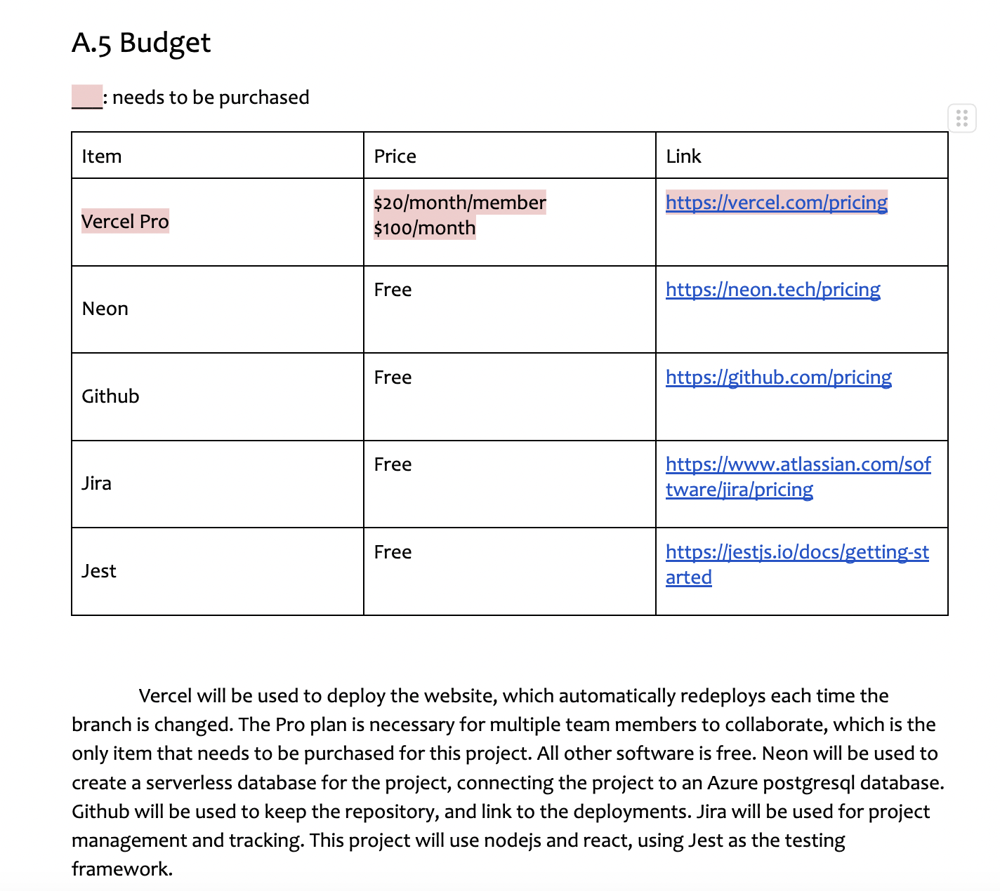 A.5 Budget
___: needs to be purchased
Item Price Link
Vercel Pro
$20/month/member
$100/month
https://vercel.com/pricing
Neon
Free
https://neon.tech/pricing
Github
Free
https://github.com/pricing
Jira
Free
https://www.atlassian.com/sof
tware/jira/pricing
Jest
Free
https://jestjs.io/docs/getting-st
arted
Vercel will be used to deploy the website, which automatically redeploys each time the
branch is changed. The Pro plan is necessary for multiple team members to collaborate, which is the
only item that needs to be purchased for this project. All other software is free. Neon will be used to
create a serverless database for the project, connecting the project to an Azure postgresql database.
Github will be used to keep the repository, and link to the deployments. Jira will be used for project
management and tracking. This project will use nodejs and react, using Jest as the testing
framework.